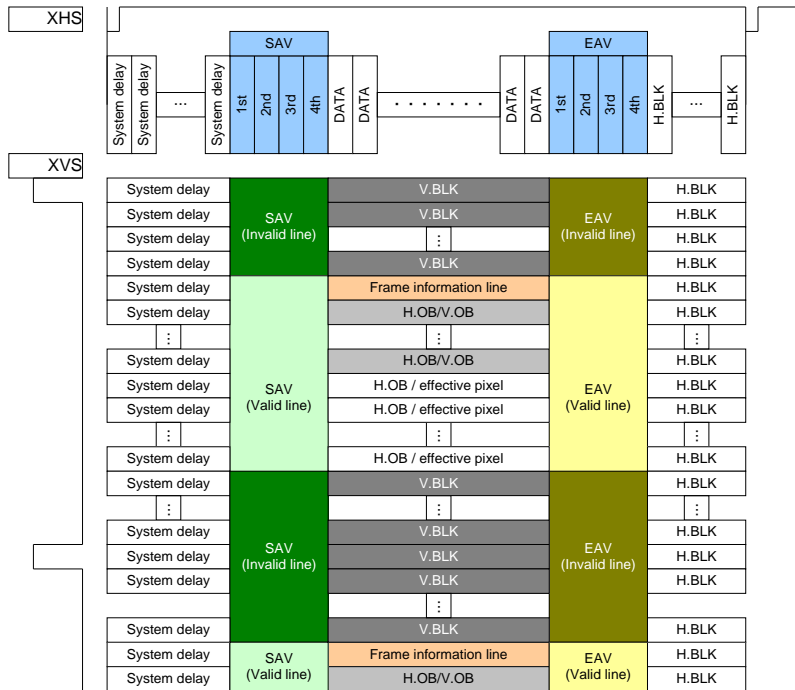 XHS
SAV EAV
System delay System delay ... System delay 1st 2nd 3rd 4th DATA DATA ....... DATA DATA 1st 2nd 3rd 4th H.BLK ... H.BLK
XVS
System delay V.BLK H.BLK
System delay V.BLK H.BLK
SAV (Invalid line) EAV (Invalid line)
System delay ... H.BLK
System delay V.BLK H.BLK
System delay Frame information line H.BLK
System delay H.OB/V.OB H.BLK
... ... ...
System delay H.OB/V.OB H.BLK
System delay H.OB / effective pixel H.BLK
SAV (Valid line) EAV (Valid line)
System delay H.OB / effective pixel H.BLK
... ... ...
System delay H.OB / effective pixel H.BLK
System delay V.BLK H.BLK
... ... ...
System delay V.BLK H.BLK
SAV (Invalid line) EAV (Invalid line)
System delay V.BLK H.BLK
System delay V.BLK H.BLK
...
System delay V.BLK H.BLK
System delay Frame information line H.BLK
SAV (Valid line) EAV (Valid line)
System delay H.OB/V.OB H.BLK